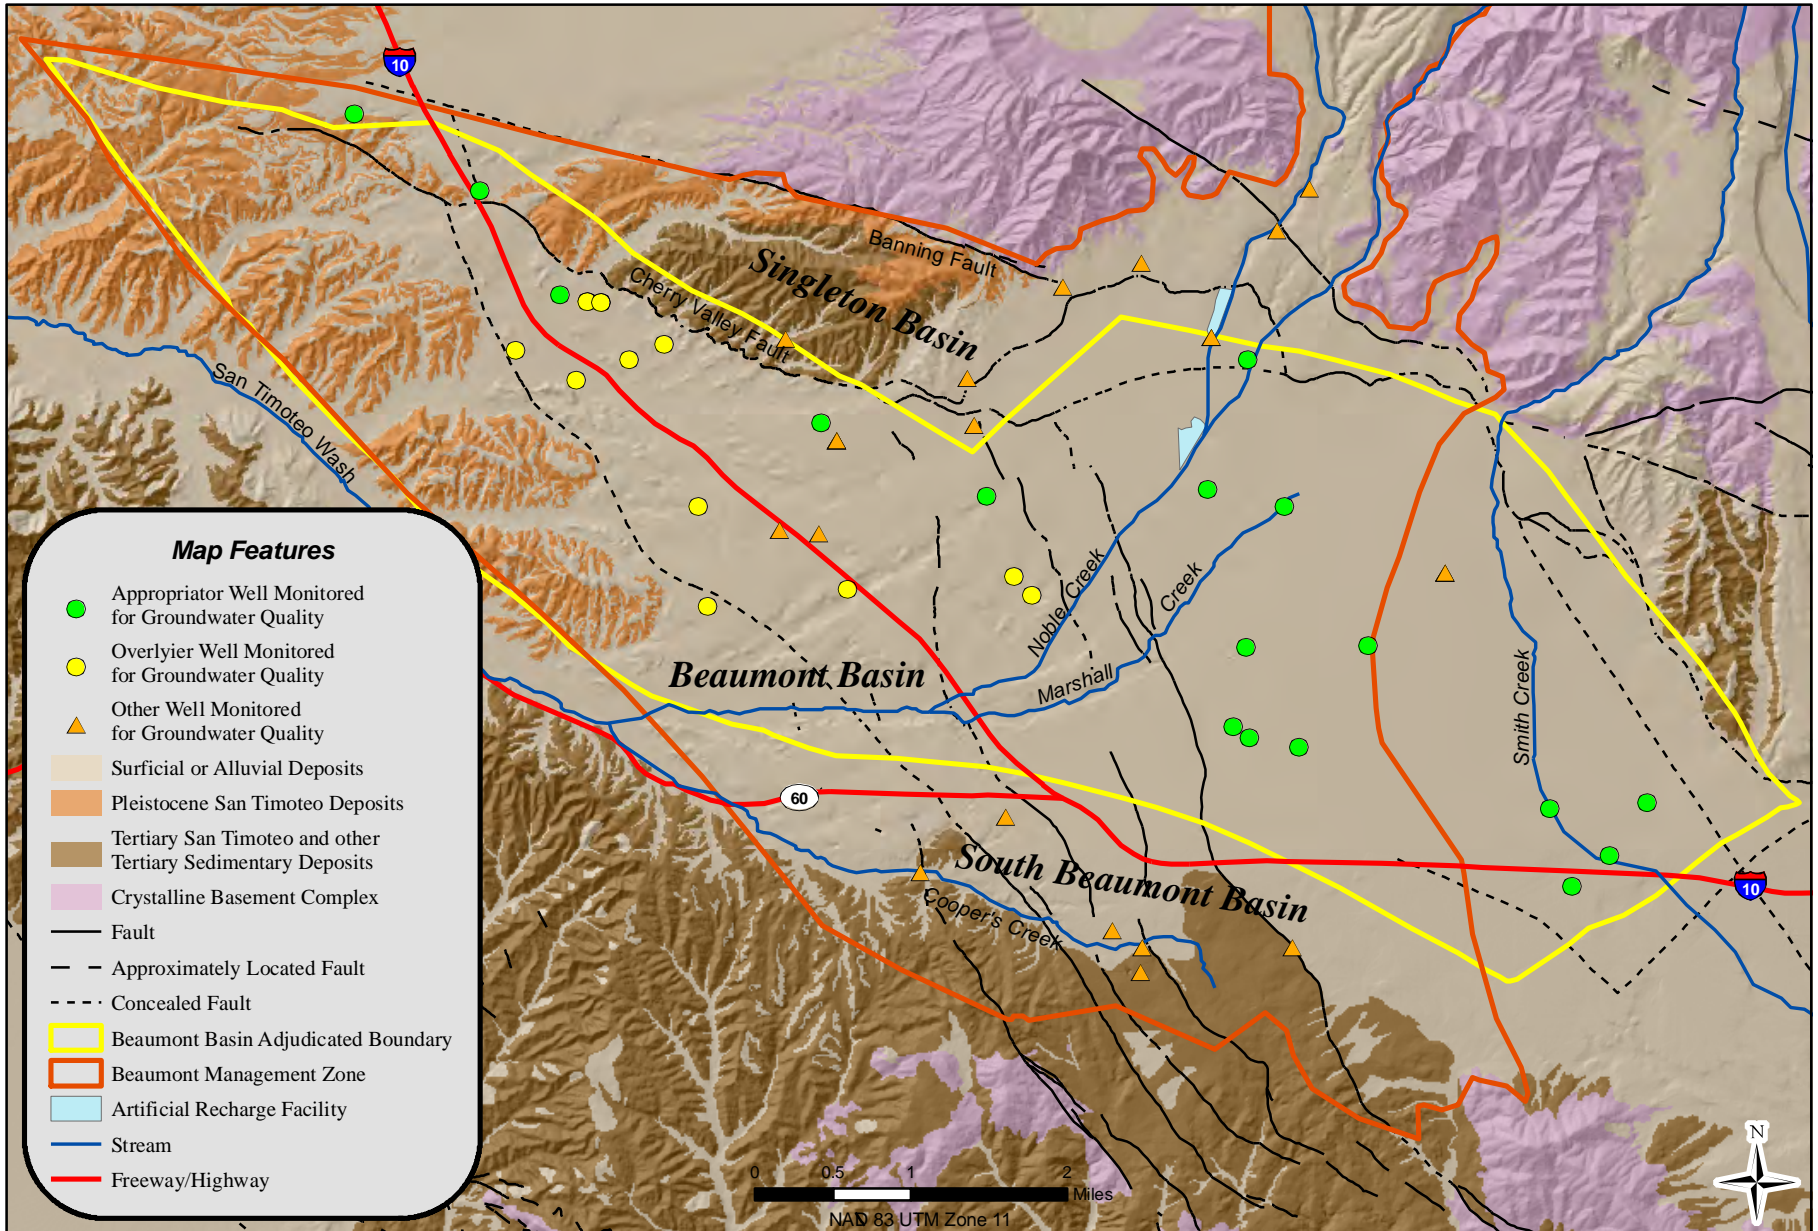 10
Banning Fault
Singleton Basin
Cherry Valley Fault
San Timoteo Wash
Noble Creek
Creek
Marshall
Beaumont Basin
Smith Creek
60
South Beaumont Basin
10
Cooper's Creek
Map Features
Appropriator Well Monitored
for Groundwater Quality
Overlyier Well Monitored
for Groundwater Quality
Other Well Monitored
for Groundwater Quality
Surficial or Alluvial Deposits
Pleistocene San Timoteo Deposits
Tertiary San Timoteo and other
Tertiary Sedimentary Deposits
Crystalline Basement Complex
Fault
Approximately Located Fault
Concealed Fault
Beaumont Basin Adjudicated Boundary
Beaumont Management Zone
Artificial Recharge Facility
Stream
Freeway/Highway
0 0.5 1 2
Miles
NAD 83 UTM Zone 11
N